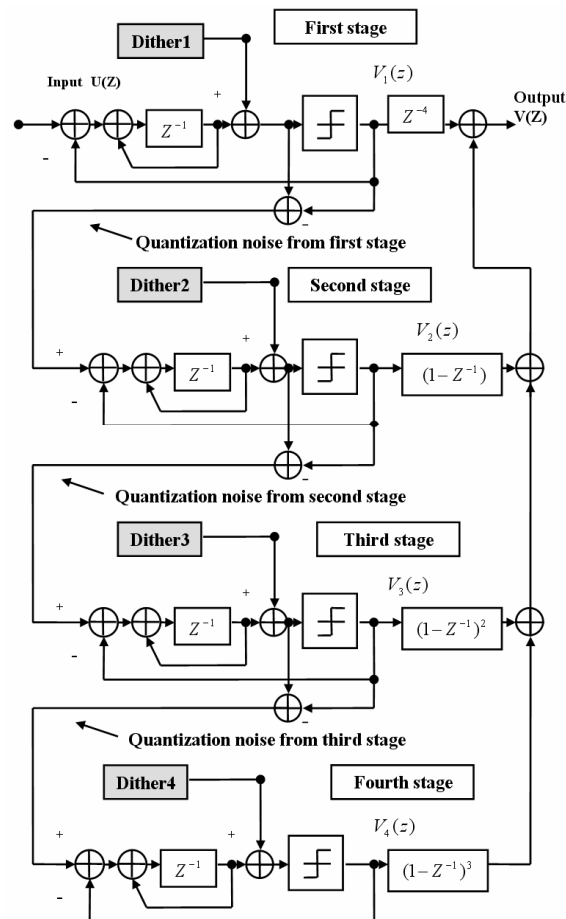 First stage
Dither1
Input U(Z)
V₁(z)
+
Z⁻¹
Z⁻⁴
Output
V(Z)
-
-
Quantization noise from first stage
Dither2
Second stage
V₂(z)
+
+
Z⁻¹
(1− Z⁻¹)
-
-
Quantization noise from second stage
Dither3
Third stage
V₃(z)
+
+
Z⁻¹
(1− Z⁻¹)²
-
-
Quantization noise from third stage
Dither4
Fourth stage
V₄(z)
+
+
Z⁻¹
(1− Z⁻¹)³
-